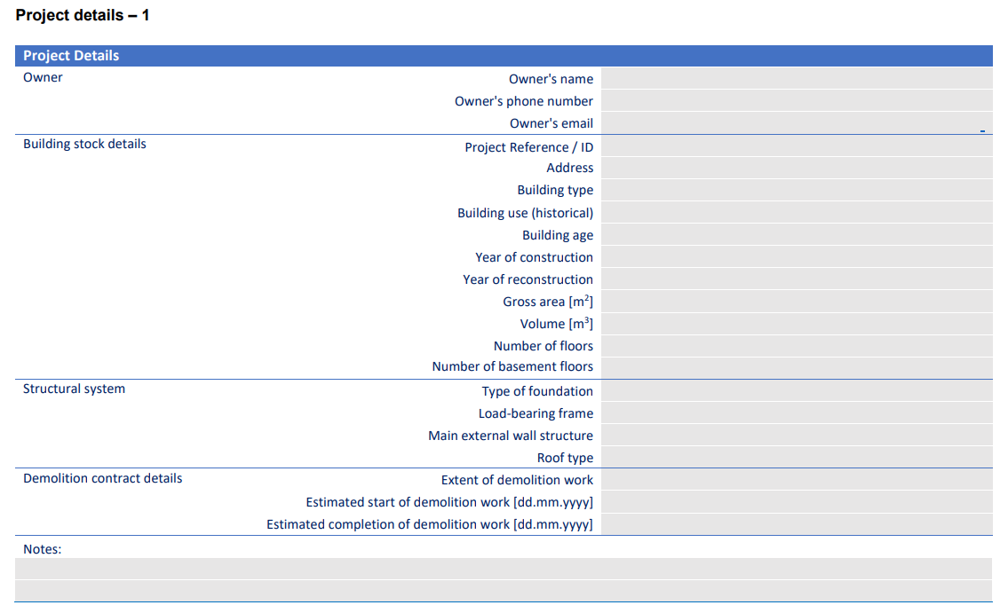 Project details – 1
Project Details
Owner Owner's name
Owner's phone number
Owner's email
Building stock details Project Reference / ID
Address
Building type
Building use (historical)
Building age
Year of construction
Year of reconstruction
Gross area [m²]
Volume [m³]
Number of floors
Number of basement floors
Structural system Type of foundation
Load-bearing frame
Main external wall structure
Roof type
Demolition contract details Extent of demolition work
Estimated start of demolition work [dd.mm.yyyy]
Estimated completion of demolition work [dd.mm.yyyy]
Notes: